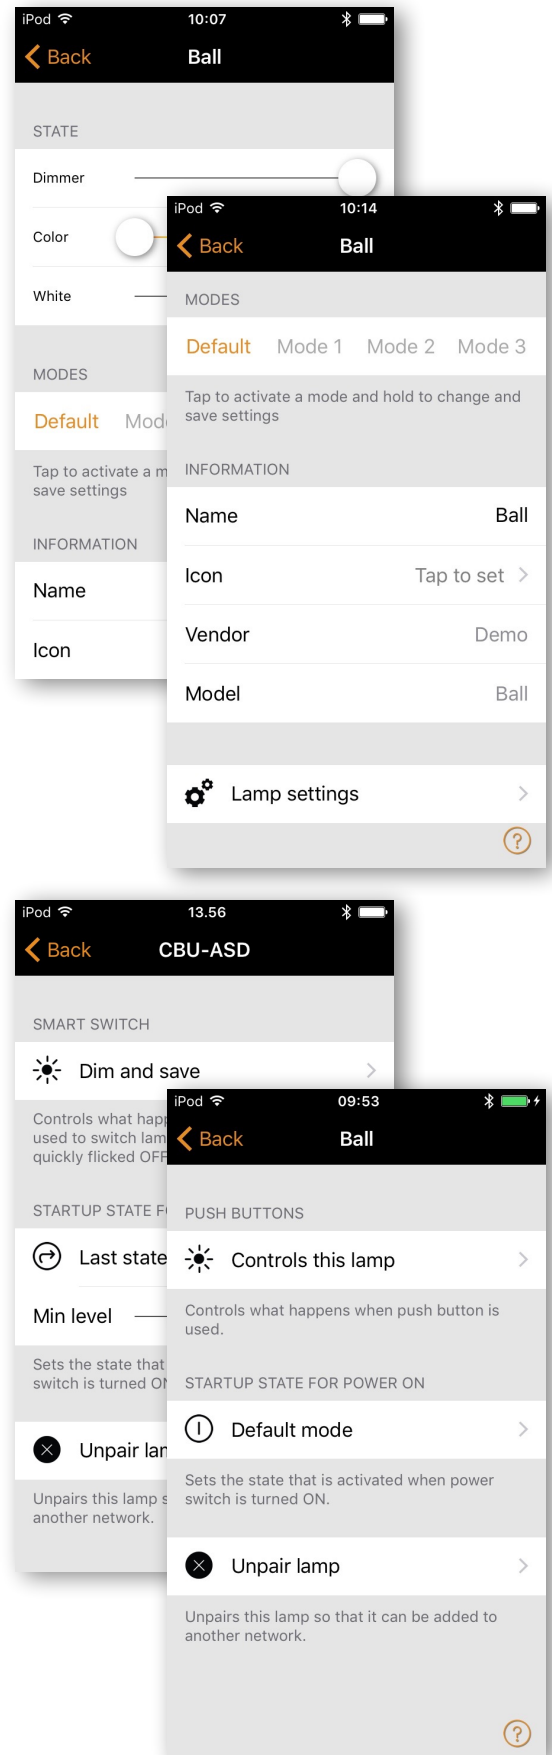 iPod 10:07
Back Ball
STATE
Dimmer
Color
White
MODES
Default Mod
Tap to activate a m
save settings
INFORMATION
Name
Icon
iPod 10:14
Back Ball
MODES
Default Mode 1 Mode 2 Mode 3
Tap to activate a mode and hold to change and
save settings
INFORMATION
Name Ball
Icon Tap to set
Vendor Demo
Model Ball
Lamp settings
?
iPod 13.56
Back CBU-ASD
SMART SWITCH
Dim and save
Controls what happ
used to switch lam
quickly flicked OFF
STARTUP STATE FO
Last state
Min level
Sets the state that
switch is turned ON
Unpair lam
Unpairs this lamp s
another network.
iPod 09:53
Back Ball
PUSH BUTTONS
Controls this lamp
Controls what happens when push button is
used.
STARTUP STATE FOR POWER ON
Default mode
Sets the state that is activated when power
switch is turned ON.
Unpair lamp
Unpairs this lamp so that it can be added to
another network.
?